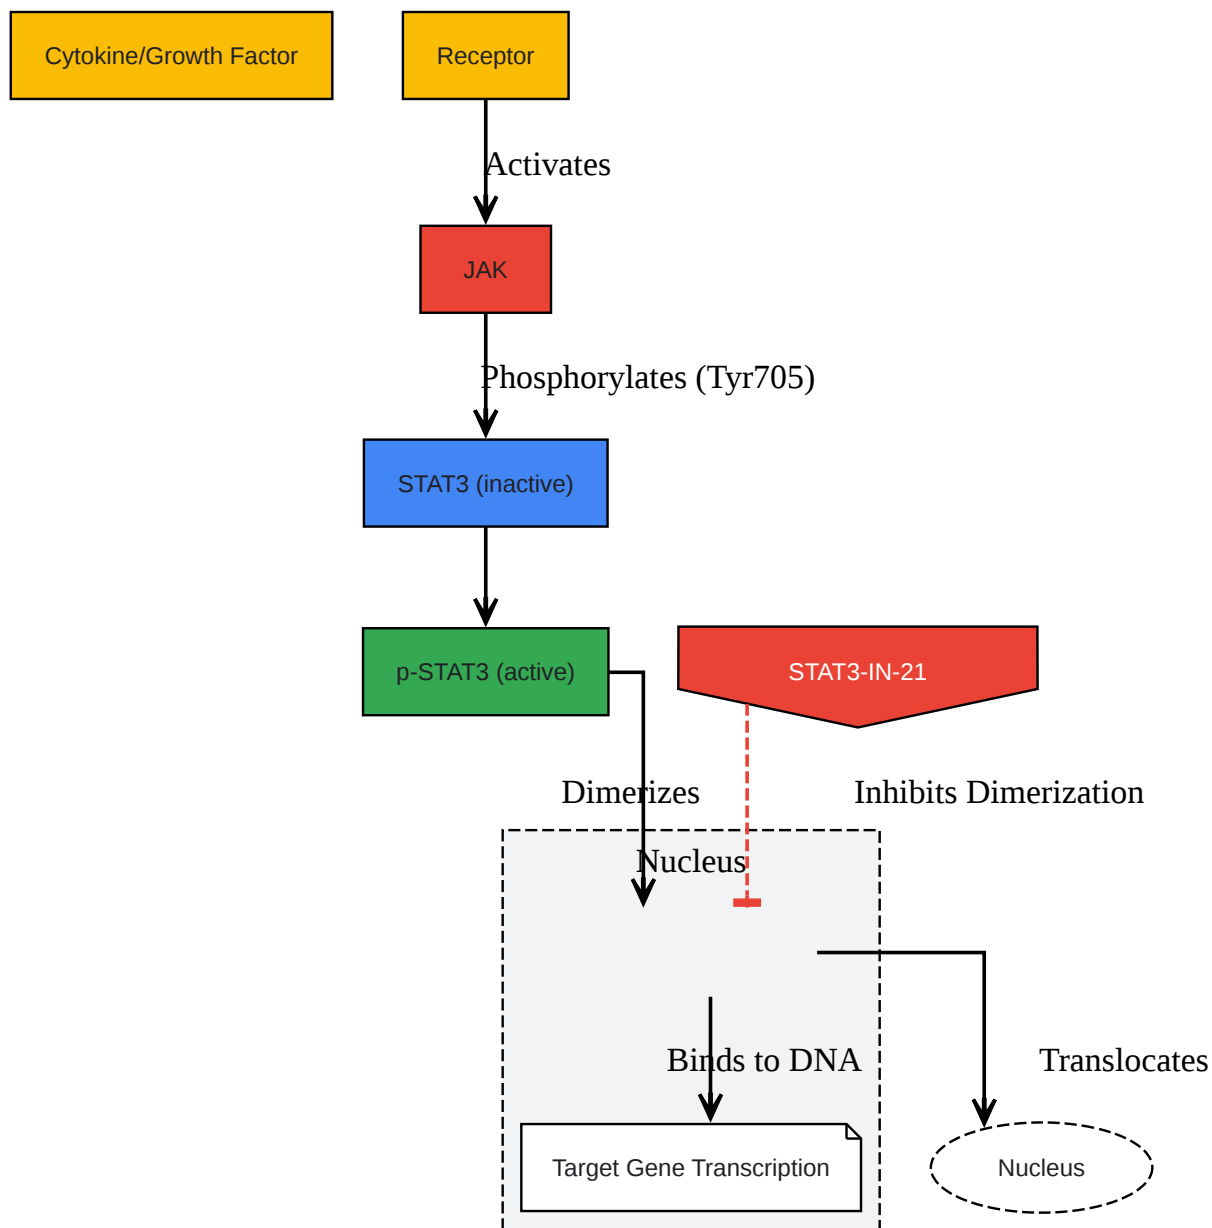 Cytokine/Growth Factor
Receptor
Activates
JAK
Phosphorylates (Tyr705)
STAT3 (inactive)
p-STAT3 (active)
STAT3-IN-21
Dimerizes
Inhibits Dimerization
Nucleus
Binds to DNA
Translocates
Target Gene Transcription
Nucleus